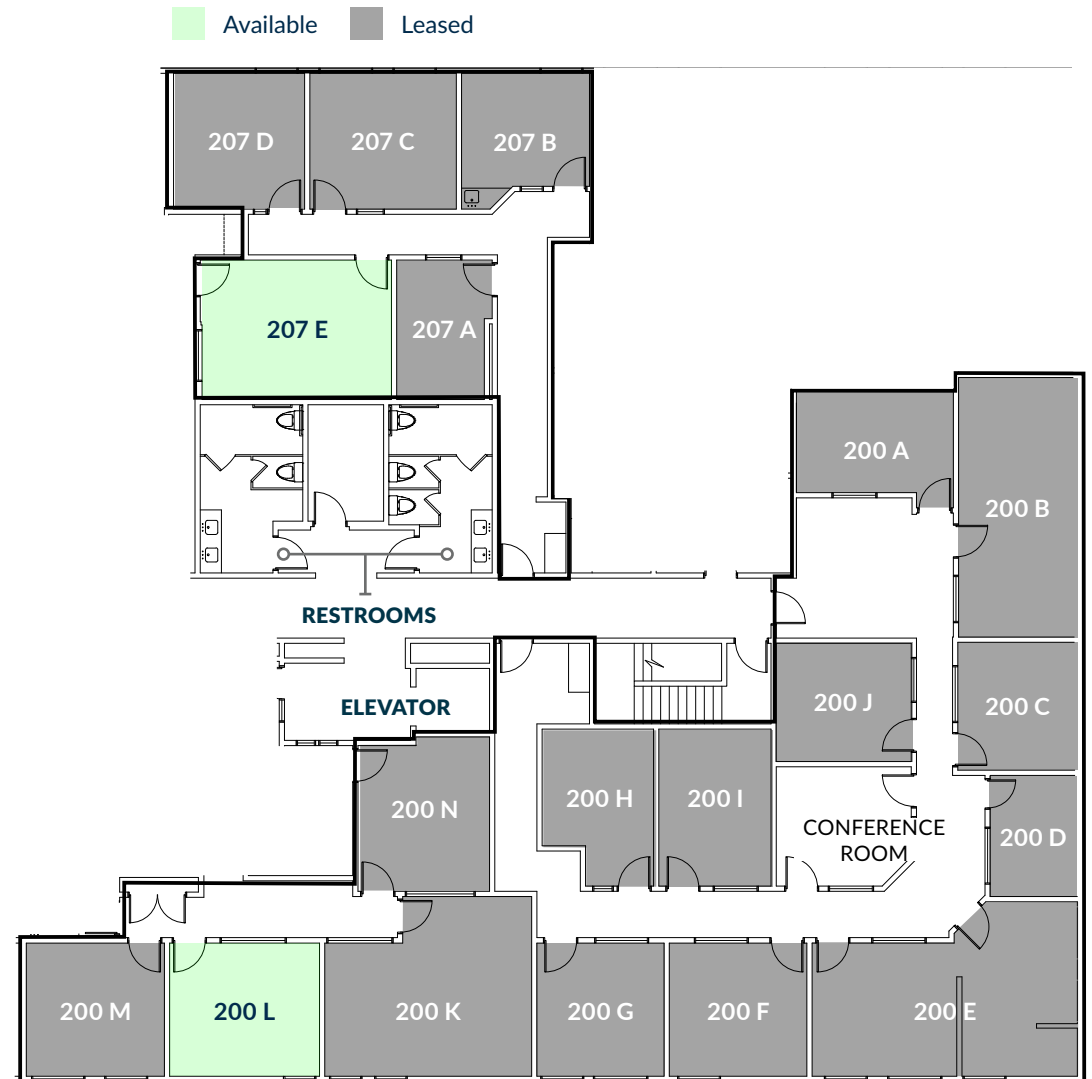 Available Leased
207 D 207 C 207 B
207 E 207 A
200 A
200 B
RESTROOMS
200 J 200 C
ELEVATOR
200 H 200 I
200 N
CONFERENCE
ROOM
200 D
200 M 200 L 200 K 200 G 200 F 200 E